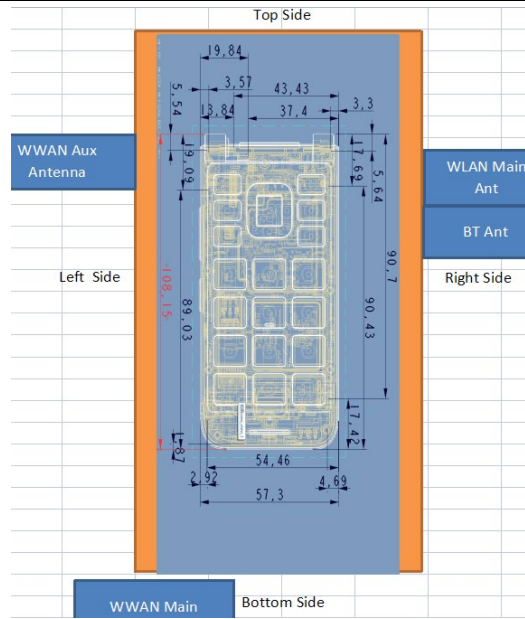 Top Side
19,84
3,57
43,43
5,54
13,84
37,4
3,3
WWAN Aux
Antenna
19,09
17,69
5,64
WLAN Main
Ant
BT Ant
Left Side
Right Side
-108,15
89,03
90,7
90,43
17,42
1,87
54,46
2,92
4,69
57,3
WWAN Main
Bottom Side